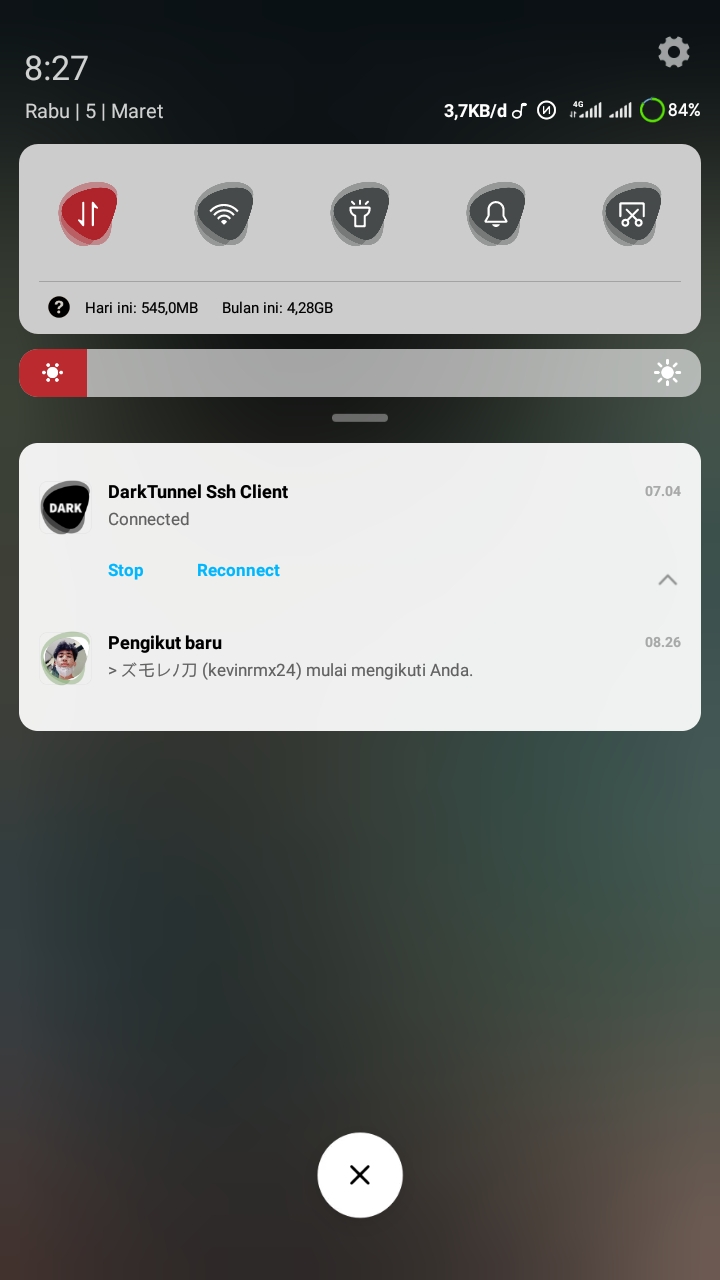 8:27
Rabu | 5 | Maret
3,7KB/d 4G 84%
Hari ini: 545,0MB Bulan ini: 4,28GB
DarkTunnel Ssh Client 07.04
DARK
Connected
Stop Reconnect
Pengikut baru 08.26
> ズモレノ刀 (kevinrmx24) mulai mengikuti Anda.